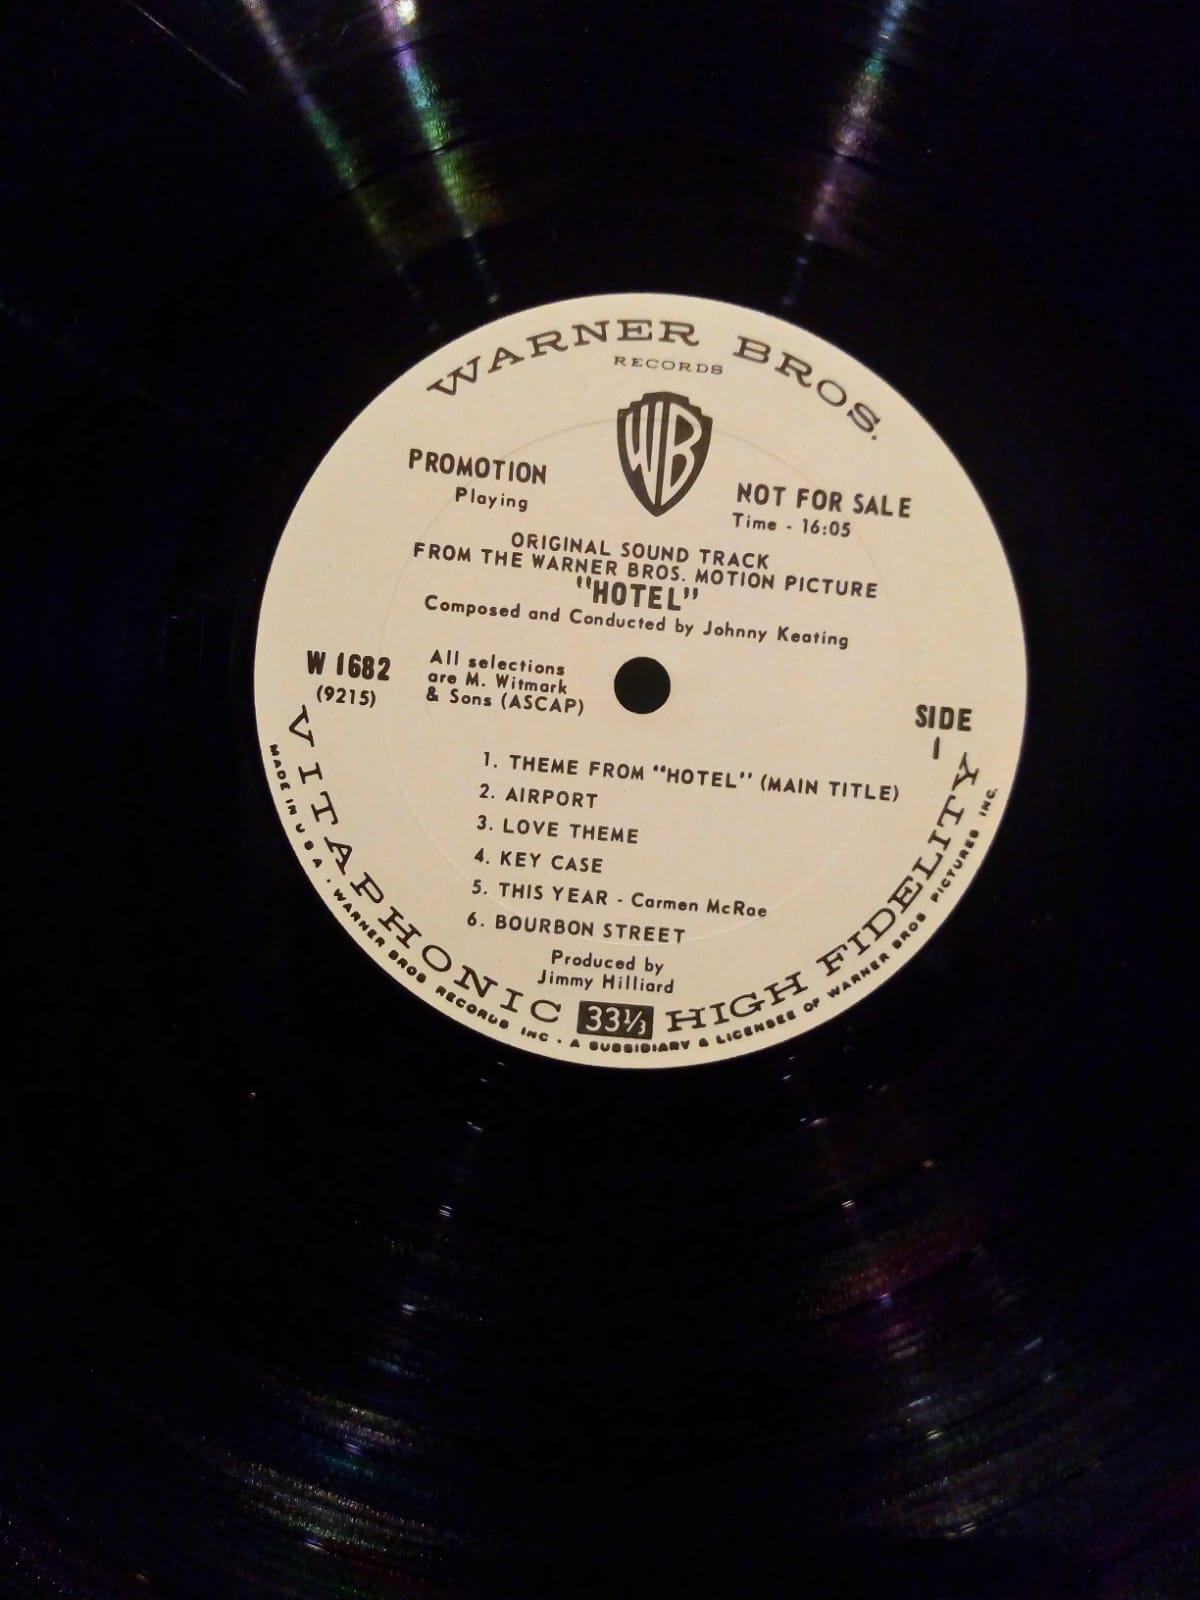 WARNER BROS.
RECORDS
WB
PROMOTION
Playing
NOT FOR SALE
Time - 16:05
ORIGINAL SOUND TRACK
FROM THE WARNER BROS. MOTION PICTURE
"HOTEL"
Composed and Conducted by Johnny Keating
W 1682
(9215)
All selections
are M. Witmark
& Sons (ASCAP)
SIDE
1
1. THEME FROM "HOTEL" (MAIN TITLE)
2. AIRPORT
3. LOVE THEME
4. KEY CASE
5. THIS YEAR - Carmen McRae
6. BOURBON STREET
Produced by
Jimmy Hilliard
VITAPHONIC 33⅓ HIGH FIDELITY
MADE IN U S A . WARNER BROS RECORDS INC . A SUBSIDIARY & LICENSEE OF WARNER BROS PICTURES INC.